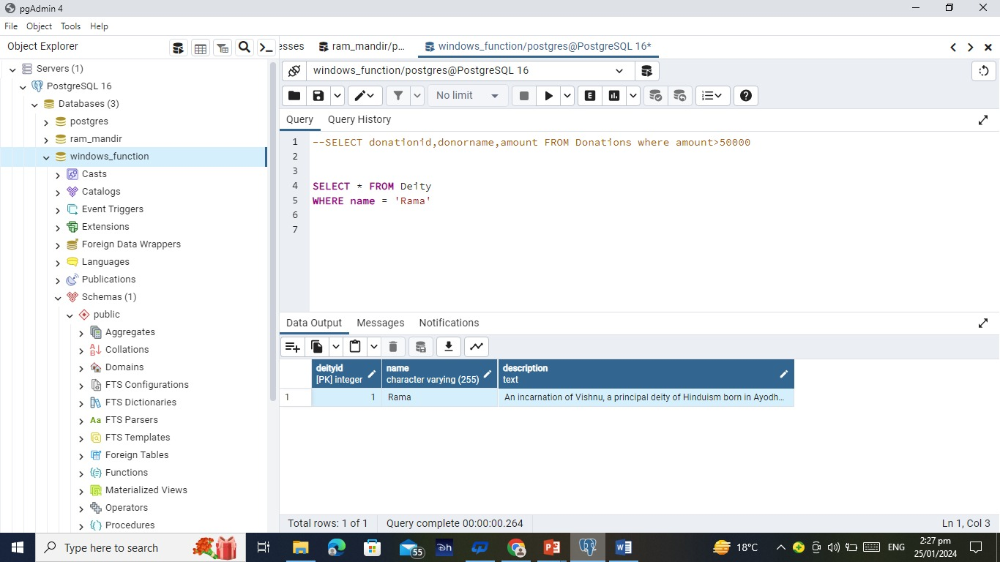 pgAdmin 4
File Object Tools Help
Object Explorer
esses ram_mandir/p... windows_function/postgres@PostgreSQL 16*
Servers (1)
PostgreSQL 16
Databases (3)
postgres
ram_mandir
windows_function
Casts
Catalogs
Event Triggers
Extensions
Foreign Data Wrappers
Languages
Publications
Schemas (1)
public
Aggregates
Collations
Domains
FTS Configurations
FTS Dictionaries
Aa FTS Parsers
FTS Templates
Foreign Tables
Functions
Materialized Views
Operators
Procedures
windows_function/postgres@PostgreSQL 16
No limit E
Query Query History
1 --SELECT donationid,donorname,amount FROM Donations where amount>50000
2
3
4 SELECT * FROM Deity
5 WHERE name = 'Rama'
6
7
Data Output Messages Notifications
deityid name description
[PK] integer character varying (255) text
1 1 Rama An incarnation of Vishnu, a principal deity of Hinduism born in Ayodh...
Total rows: 1 of 1 Query complete 00:00:00.264 Ln 1, Col 3
Type here to search 55 18°C ENG 2:27 pm
25/01/2024